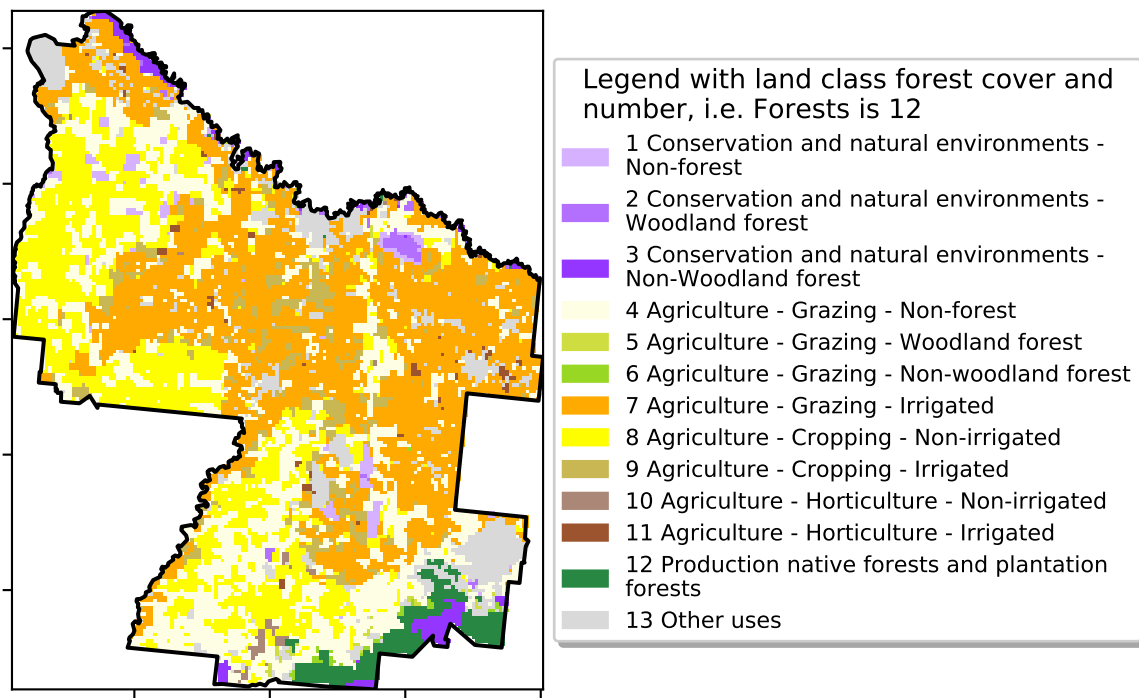 Legend with land class forest cover and
number, i.e. Forests is 12
1 Conservation and natural environments -
Non-forest
2 Conservation and natural environments -
Woodland forest
3 Conservation and natural environments -
Non-Woodland forest
4 Agriculture - Grazing - Non-forest
5 Agriculture - Grazing - Woodland forest
6 Agriculture - Grazing - Non-woodland forest
7 Agriculture - Grazing - Irrigated
8 Agriculture - Cropping - Non-irrigated
9 Agriculture - Cropping - Irrigated
10 Agriculture - Horticulture - Non-irrigated
11 Agriculture - Horticulture - Irrigated
12 Production native forests and plantation
forests
13 Other uses